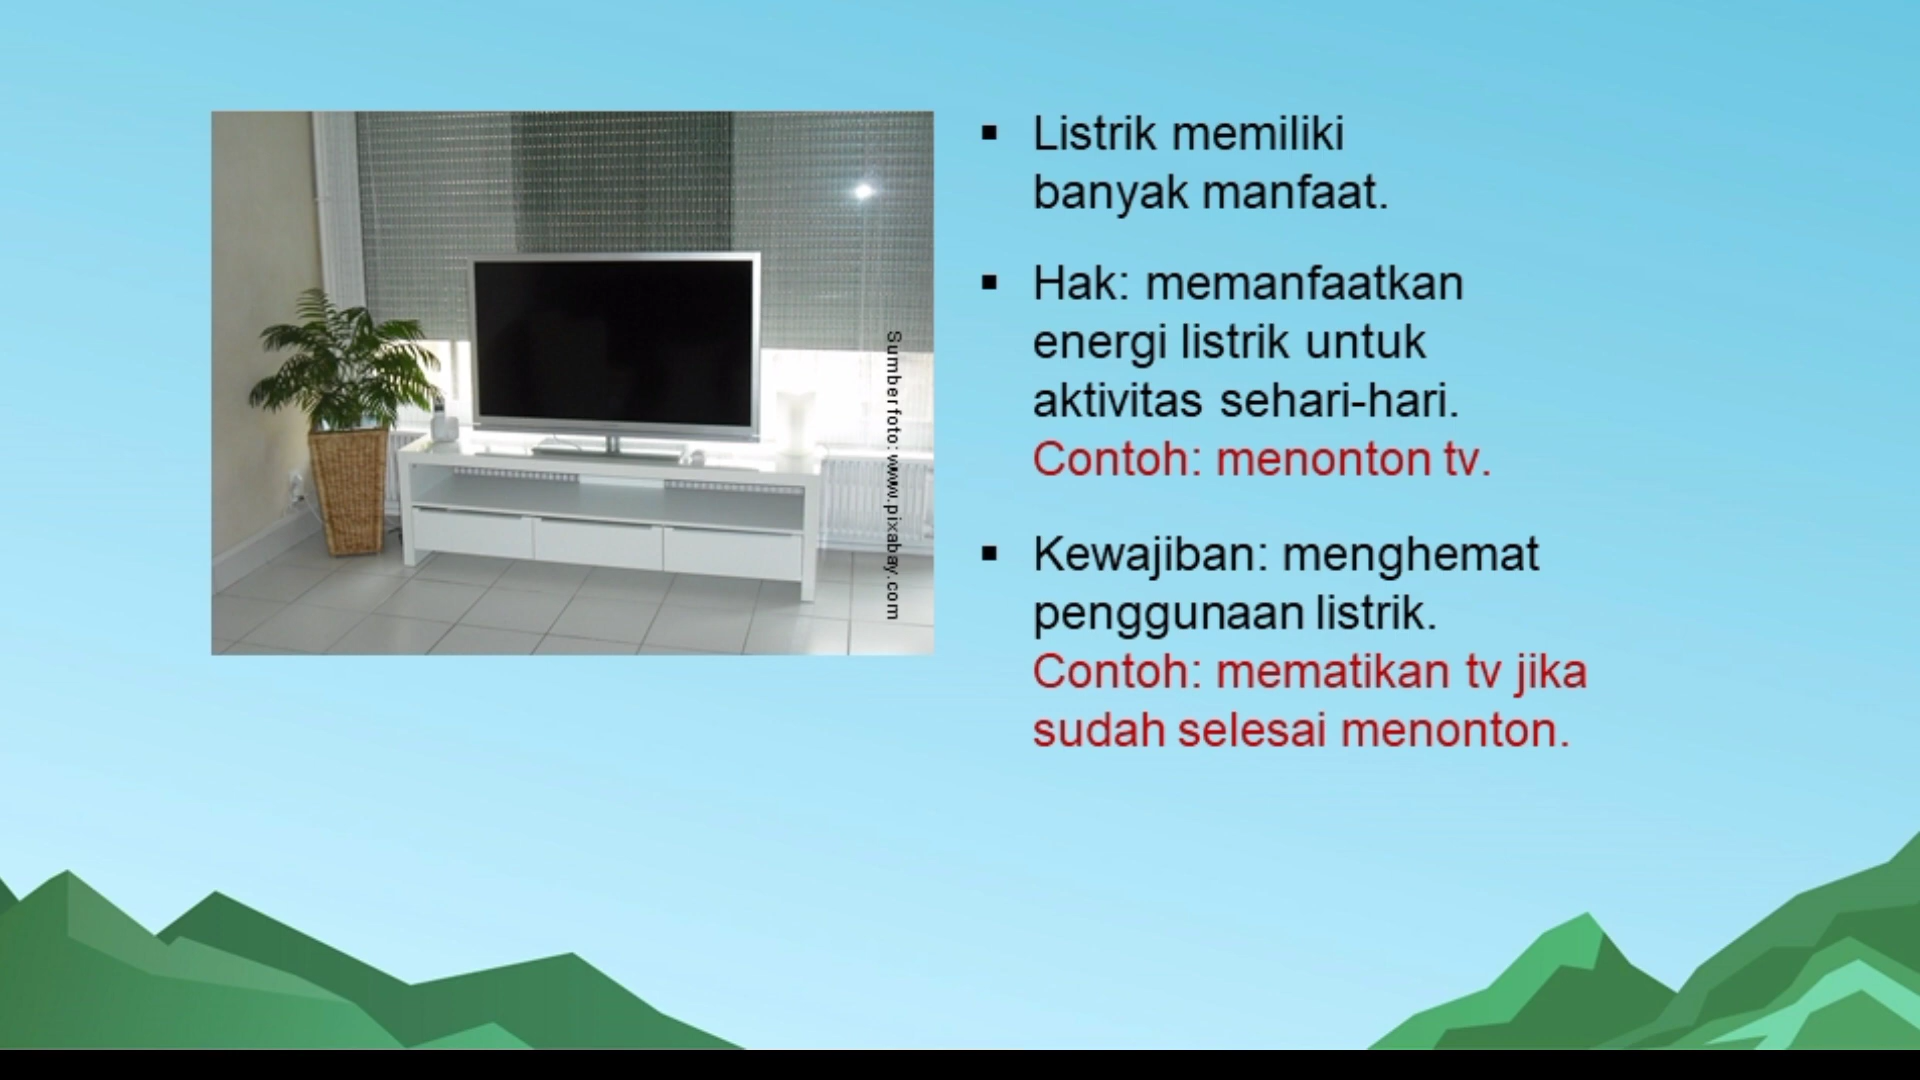 Sumber foto: www.pixabay.com
▪ Listrik memiliki
banyak manfaat.
▪ Hak: memanfaatkan
energi listrik untuk
aktivitas sehari-hari.
Contoh: menonton tv.
▪ Kewajiban: menghemat
penggunaan listrik.
Contoh: mematikan tv jika
sudah selesai menonton.